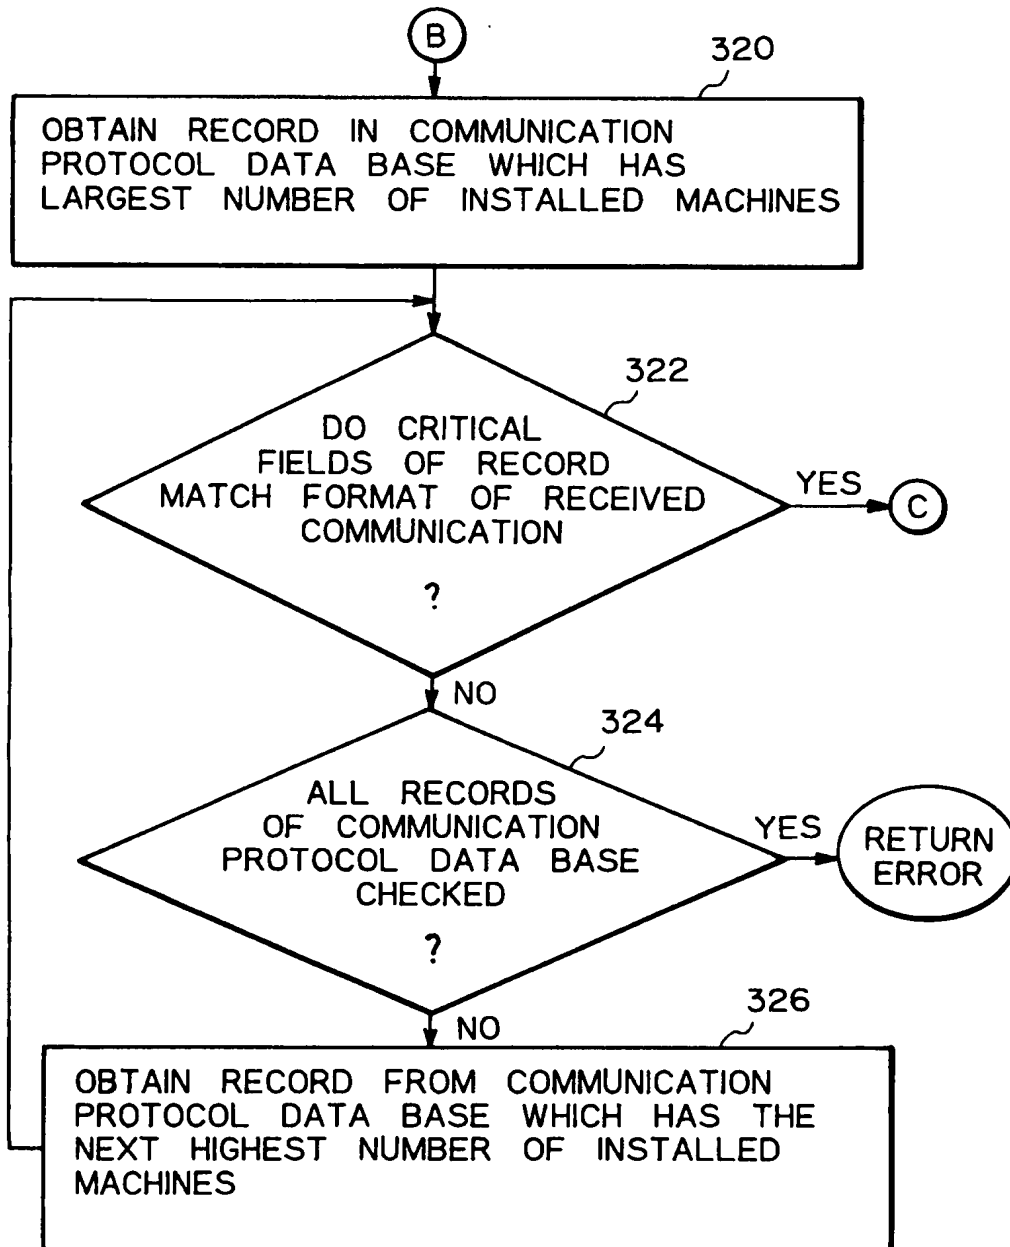 B
320
OBTAIN RECORD IN COMMUNICATION
PROTOCOL DATA BASE WHICH HAS
LARGEST NUMBER OF INSTALLED MACHINES
322
DO CRITICAL
FIELDS OF RECORD
MATCH FORMAT OF RECEIVED
COMMUNICATION
?
YES
C
NO
324
ALL RECORDS
OF COMMUNICATION
PROTOCOL DATA BASE
CHECKED
?
YES
RETURN
ERROR
NO
326
OBTAIN RECORD FROM COMMUNICATION
PROTOCOL DATA BASE WHICH HAS THE
NEXT HIGHEST NUMBER OF INSTALLED
MACHINES